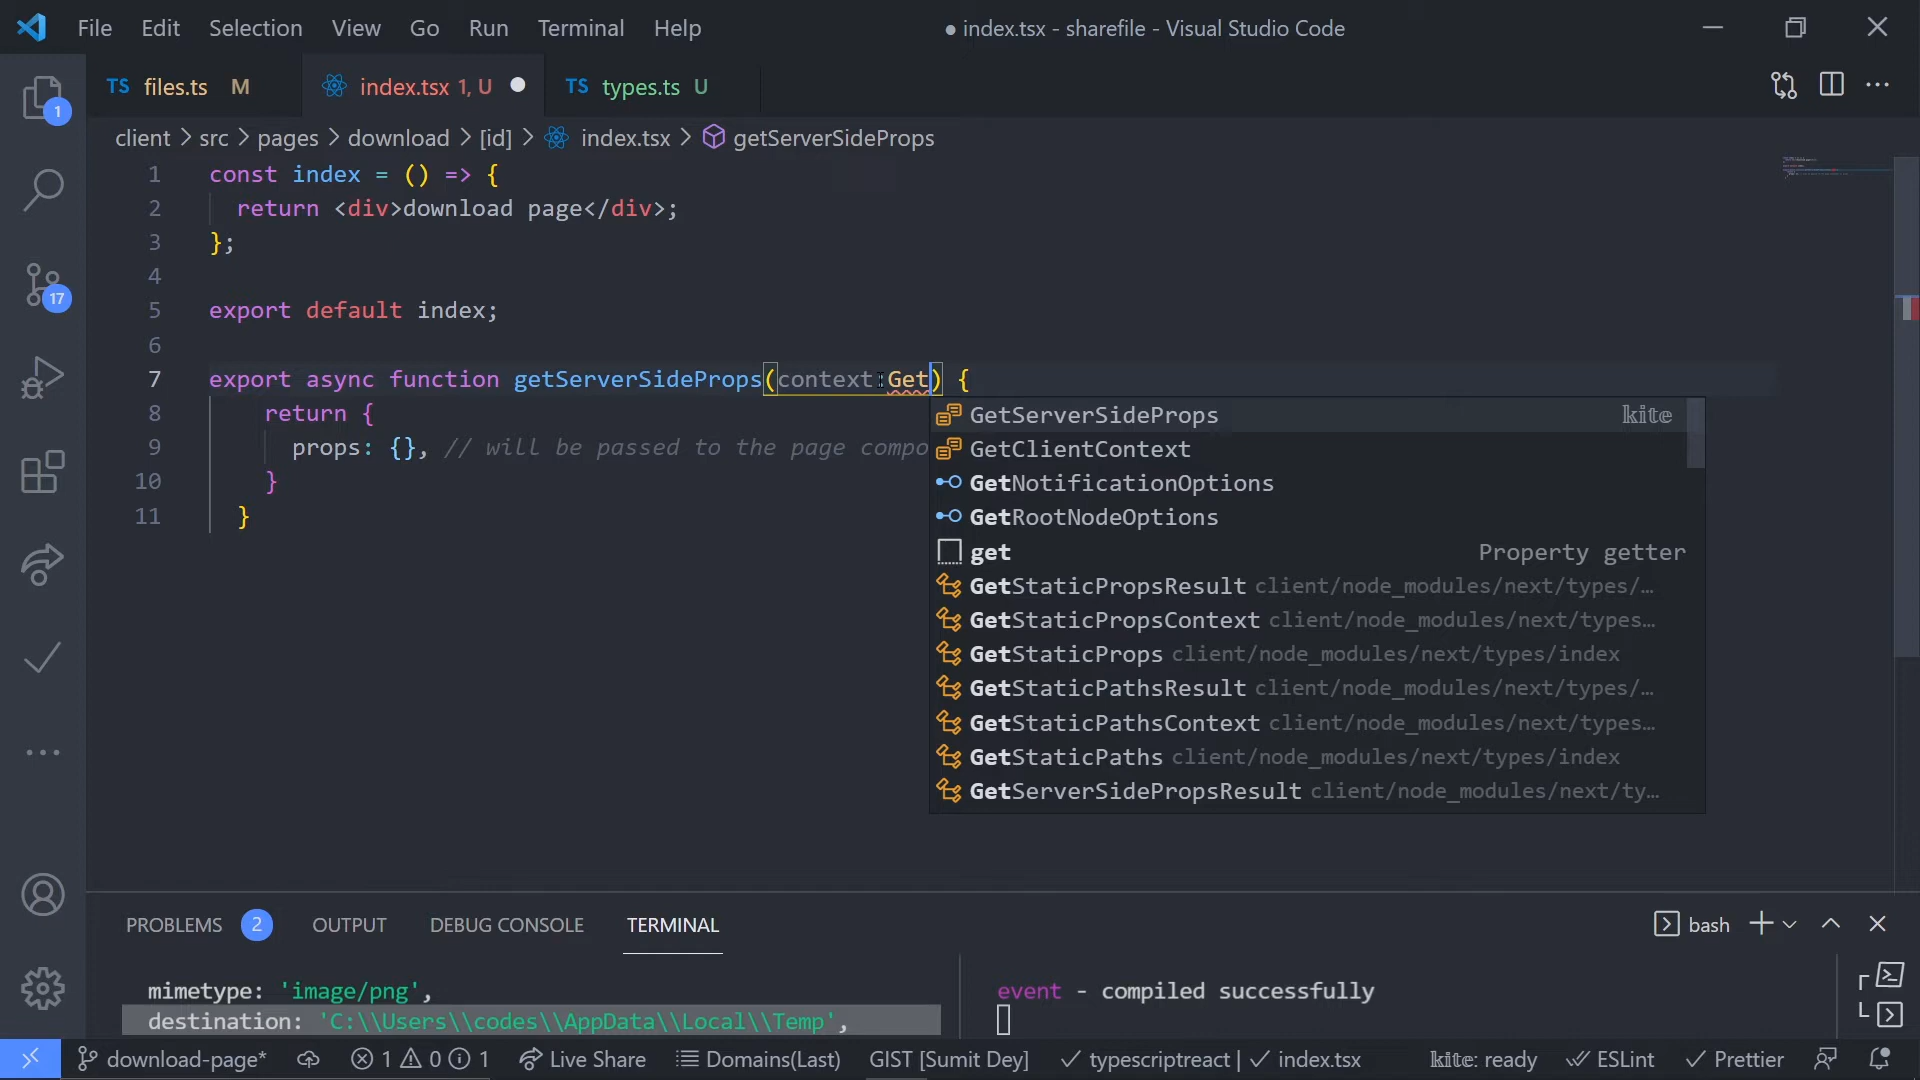 File Edit Selection View Go Run Terminal Help
● index.tsx - sharefile - Visual Studio Code
TS files.ts M
index.tsx 1, U ●
TS types.ts U
client > src > pages > download > [id] > index.tsx > getServerSideProps
1 const index = () => {
2 return <div>download page</div>;
3 };
4
5 export default index;
6
7 export async function getServerSideProps(context:Get) {
8 return {
9 props: {}, // will be passed to the page compo
10 }
11 }
GetServerSideProps kite
GetClientContext
GetNotificationOptions
GetRootNodeOptions
get Property getter
GetStaticPropsResult client/node_modules/next/types/…
GetStaticPropsContext client/node_modules/next/types…
GetStaticProps client/node_modules/next/types/index
GetStaticPathsResult client/node_modules/next/types/…
GetStaticPathsContext client/node_modules/next/types…
GetStaticPaths client/node_modules/next/types/index
GetServerSidePropsResult client/node_modules/next/ty…
1
17
PROBLEMS 2 OUTPUT DEBUG CONSOLE TERMINAL
bash
mimetype: 'image/png',
destination: 'C:\\Users\\codes\\AppData\\Local\\Temp',
event - compiled successfully
download-page* 1 0 1 Live Share Domains(Last) GIST [Sumit Dey] typescriptreact | index.tsx kite: ready ESLint Prettier